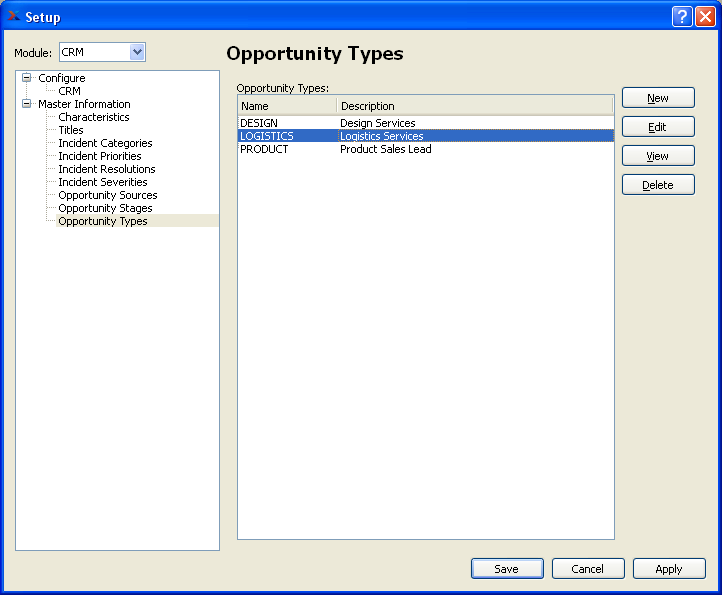 Setup
Module: CRM
Opportunity Types
Configure
CRM
Master Information
Characteristics
Titles
Incident Categories
Incident Priorities
Incident Resolutions
Incident Severities
Opportunity Sources
Opportunity Stages
Opportunity Types
Opportunity Types:
Name Description
DESIGN Design Services
LOGISTICS Logistics Services
PRODUCT Product Sales Lead
New
Edit
View
Delete
Save Cancel Apply